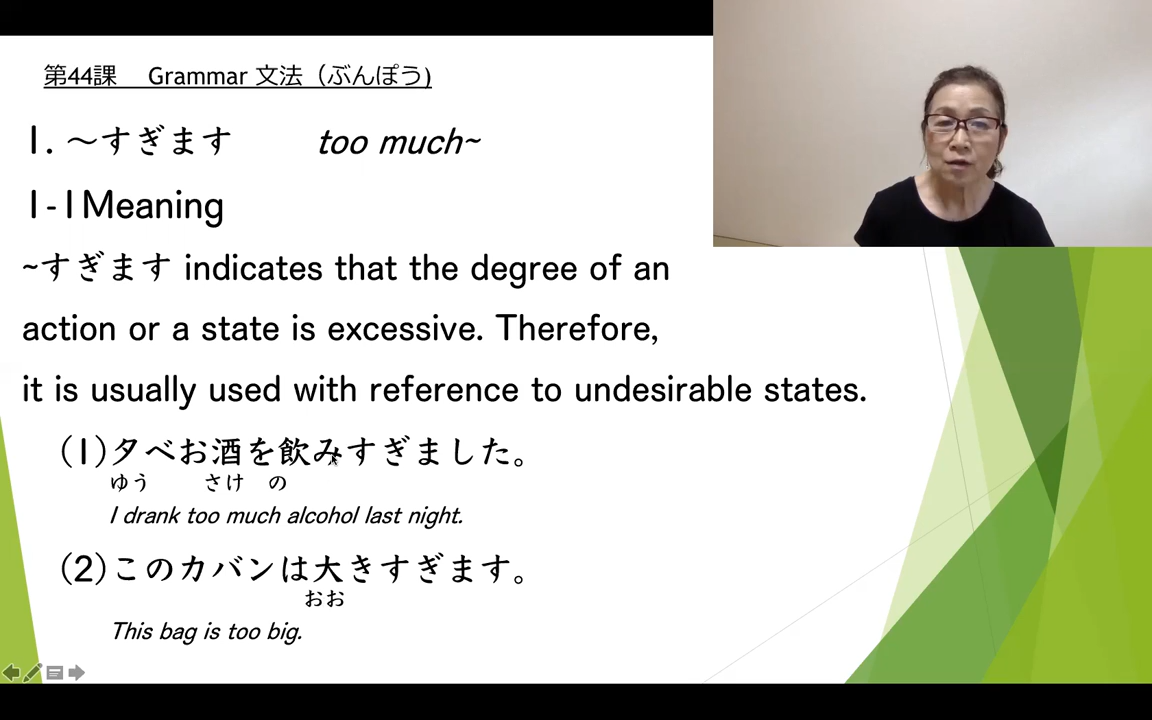 第44課 Grammar 文法（ぶんぽう)
1. ～すぎます too much~
1-1 Meaning
~すぎます indicates that the degree of an
action or a state is excessive. Therefore,
it is usually used with reference to undesirable states.
(1)夕べお酒を飲みすぎました。
ゆう さけ の
I drank too much alcohol last night.
(2)このカバンは大きすぎます。
おお
This bag is too big.